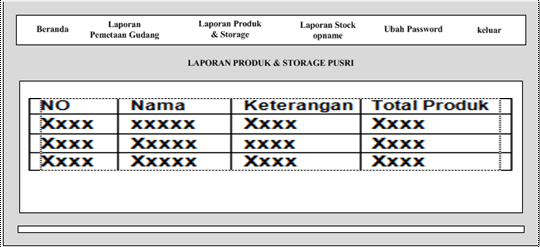 Beranda
Laporan
Pemetaan Gudang
Laporan Produk
& Storage
Laporan Stock
opname
Ubah Password
keluar
LAPORAN PRODUK & STORAGE PUSRI
NO Nama Keterangan Total Produk
Xxxx xxxxx Xxxx Xxxx
Xxxx Xxxxx xxxx Xxxx
Xxxx Xxxxx Xxxx Xxxx